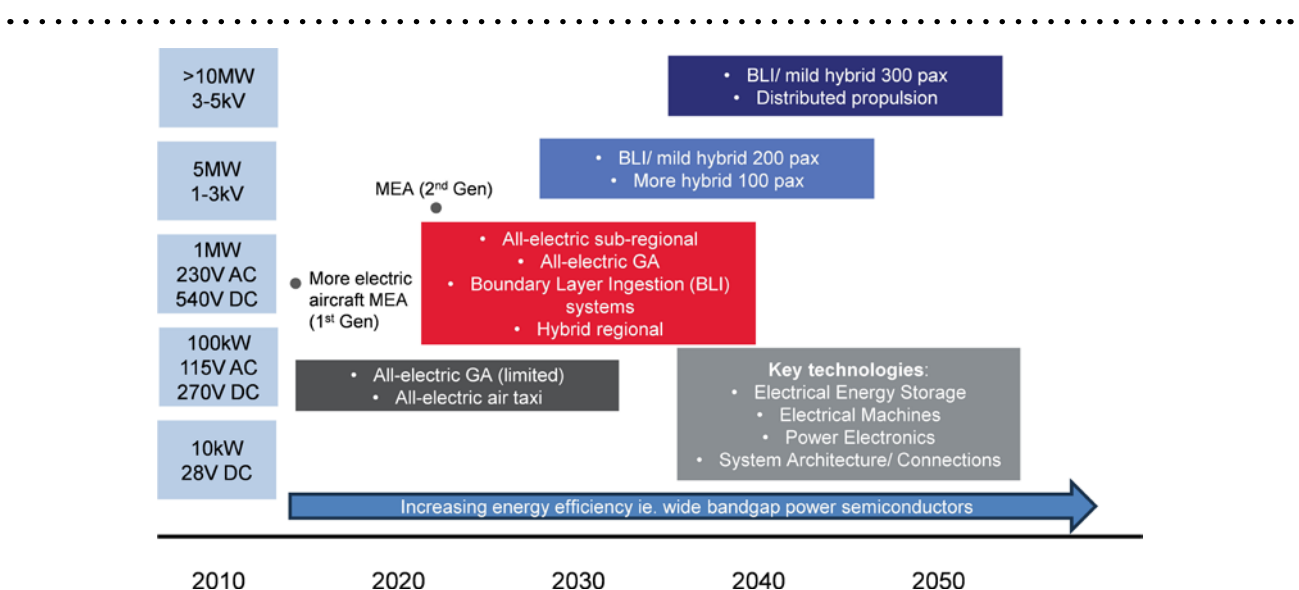 >10MW
3-5kV
• BLI/ mild hybrid 300 pax
• Distributed propulsion
5MW
1-3kV
• BLI/ mild hybrid 200 pax
• More hybrid 100 pax
MEA (2nd Gen)
1MW
230V AC
540V DC
More electric
aircraft MEA
(1st Gen)
• All-electric sub-regional
• All-electric GA
• Boundary Layer Ingestion (BLI)
systems
• Hybrid regional
100kW
115V AC
270V DC
• All-electric GA (limited)
• All-electric air taxi
Key technologies:
• Electrical Energy Storage
• Electrical Machines
• Power Electronics
• System Architecture/ Connections
10kW
28V DC
Increasing energy efficiency ie. wide bandgap power semiconductors
2010 2020 2030 2040 2050